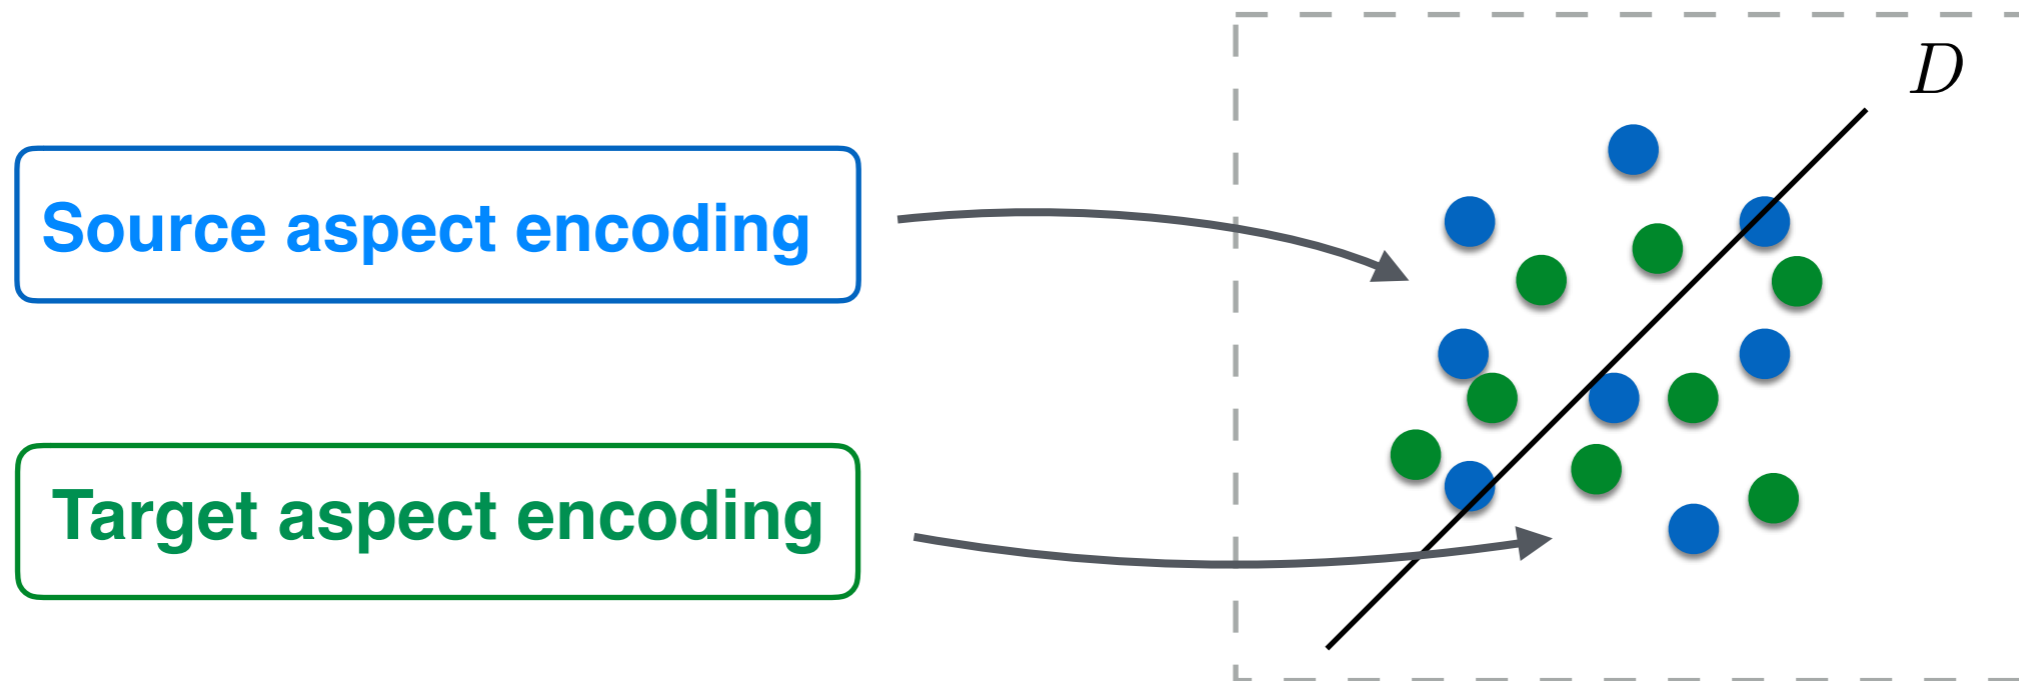 D
Source aspect encoding
Target aspect encoding